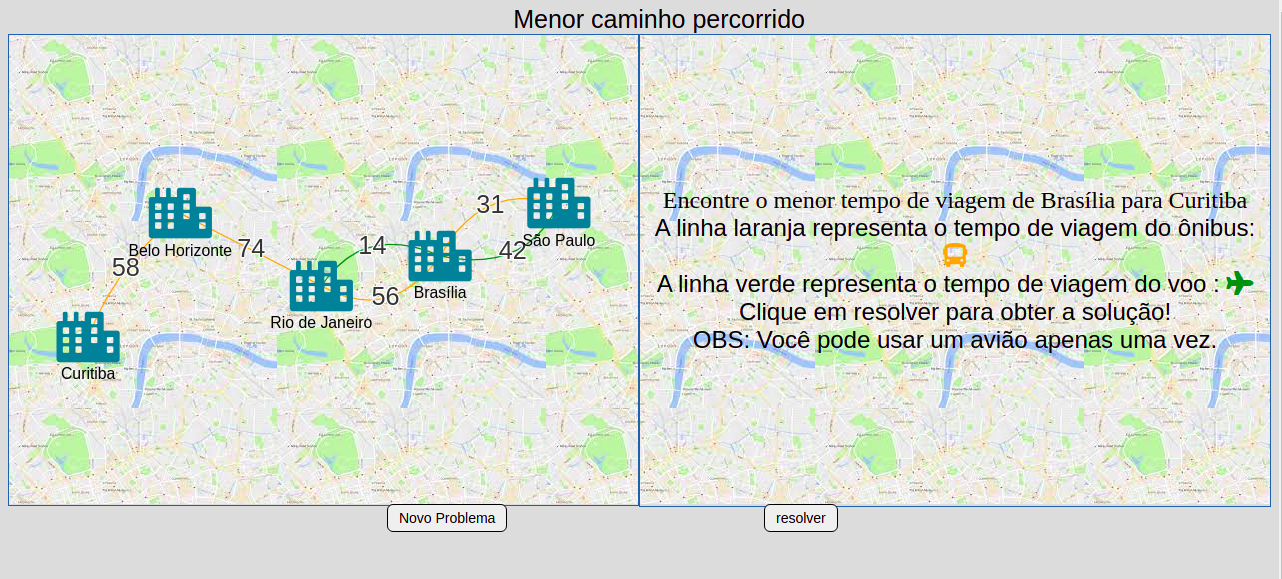 Menor caminho percorrido
31
São Paulo
Belo Horizonte
74
14
42
58
Brasília
56
Rio de Janeiro
Curitiba
Encontre o menor tempo de viagem de Brasília para Curitiba
A linha laranja representa o tempo de viagem do ônibus:
A linha verde representa o tempo de viagem do voo :
Clique em resolver para obter a solução!
OBS: Você pode usar um avião apenas uma vez.
Novo Problema
resolver